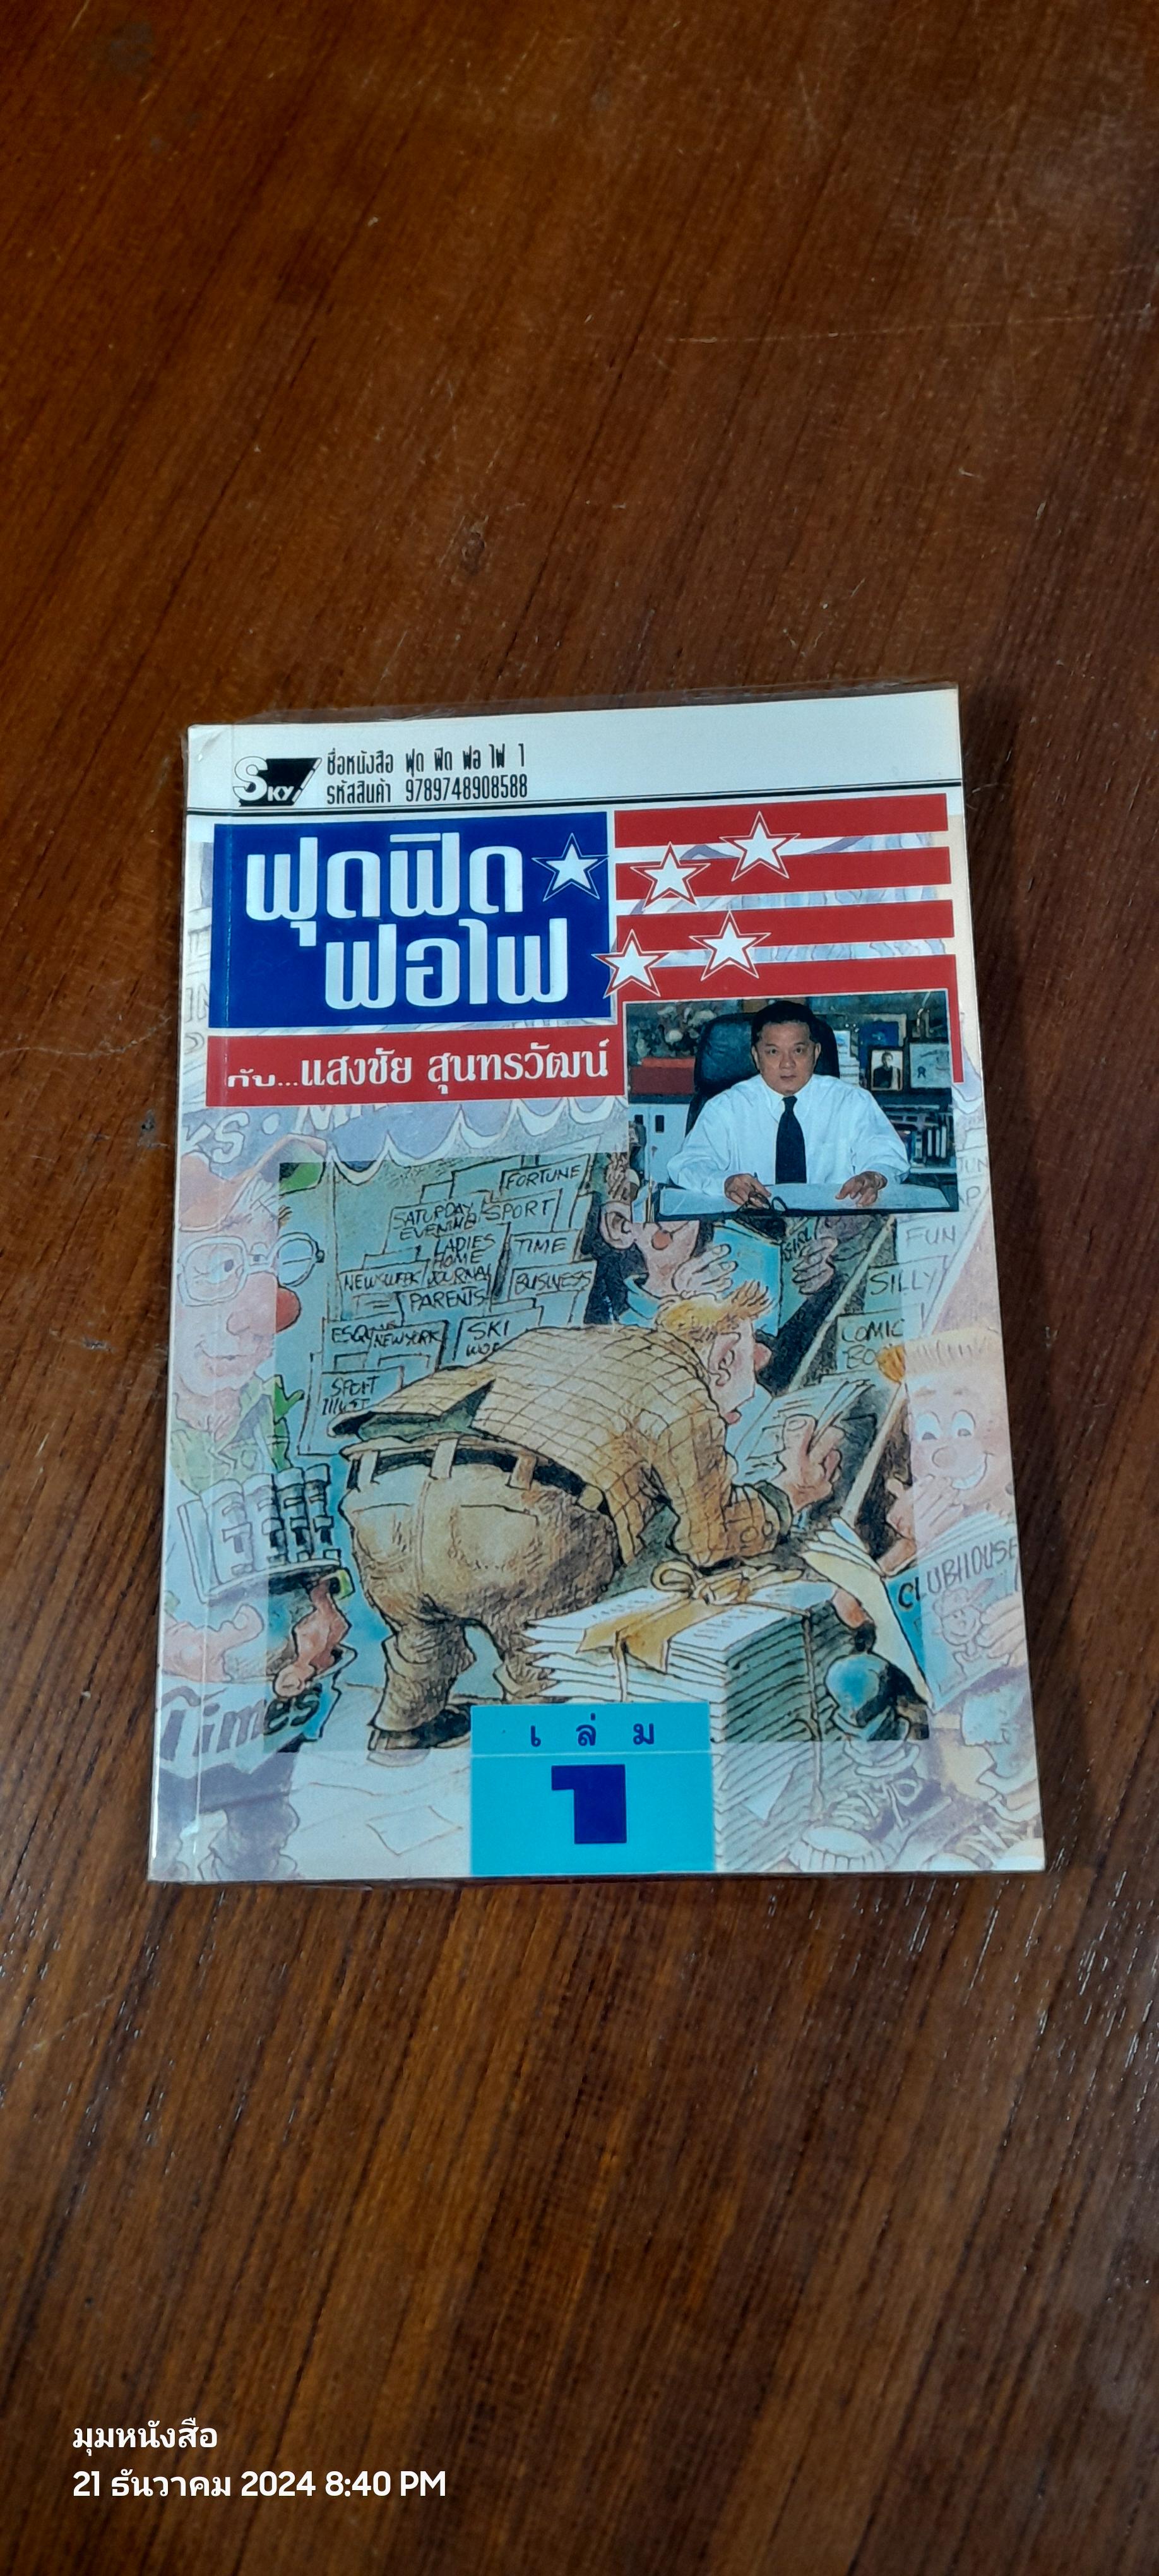 SKY
ชื่อหนังสือ ฟุด ฟิด ฟอ ไฟ 1
รหัสสินค้า 9789748908588
ฟุดฟิด
ฟอไฟ
กับ...แสงชัย สุนทรวัฒน์
FORTUNE
SATURDAY
EVENING
SPORT
LADIES
HOME
JOURNAL
TIME
NEWSWEEK
PARENTS
BUSINESS
NEWYORK
SKI
FUN
SILLY
COMIC
CLUBHOUSE
Times
เล่ม
1
มุมหนังสือ
21 ธันวาคม 2024 8:40 PM